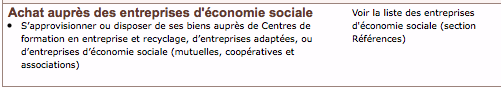 Achat auprès des entreprises d'économie sociale
• S'approvisionner ou disposer de ses biens auprès de Centres de
formation en entreprise et recyclage, d'entreprises adaptées, ou
d'entreprises d'économie sociale (mutuelles, coopératives et
associations)
Voir la liste des entreprises
d'économie sociale (section
Références)